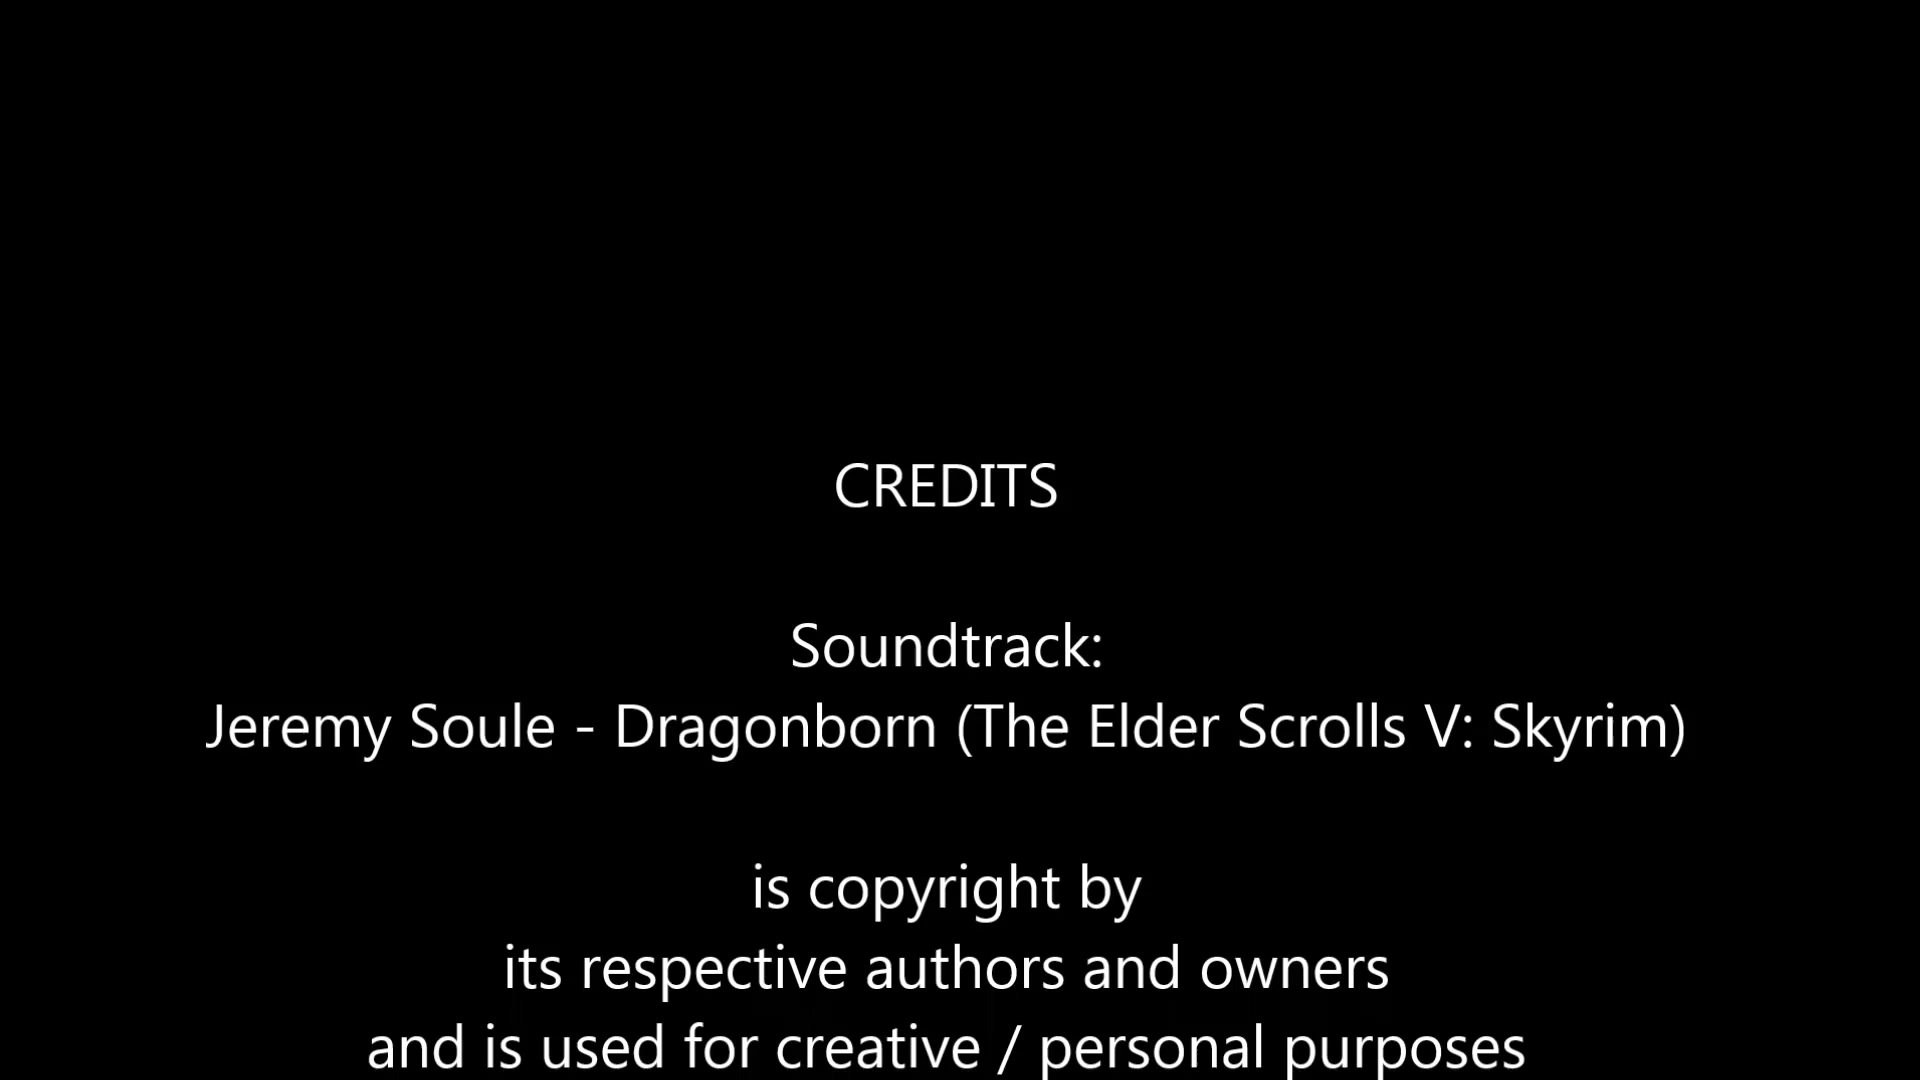 CREDITS
Soundtrack:
Jeremy Soule - Dragonborn (The Elder Scrolls V: Skyrim)
is copyright by
its respective authors and owners
and is used for creative / personal purposes